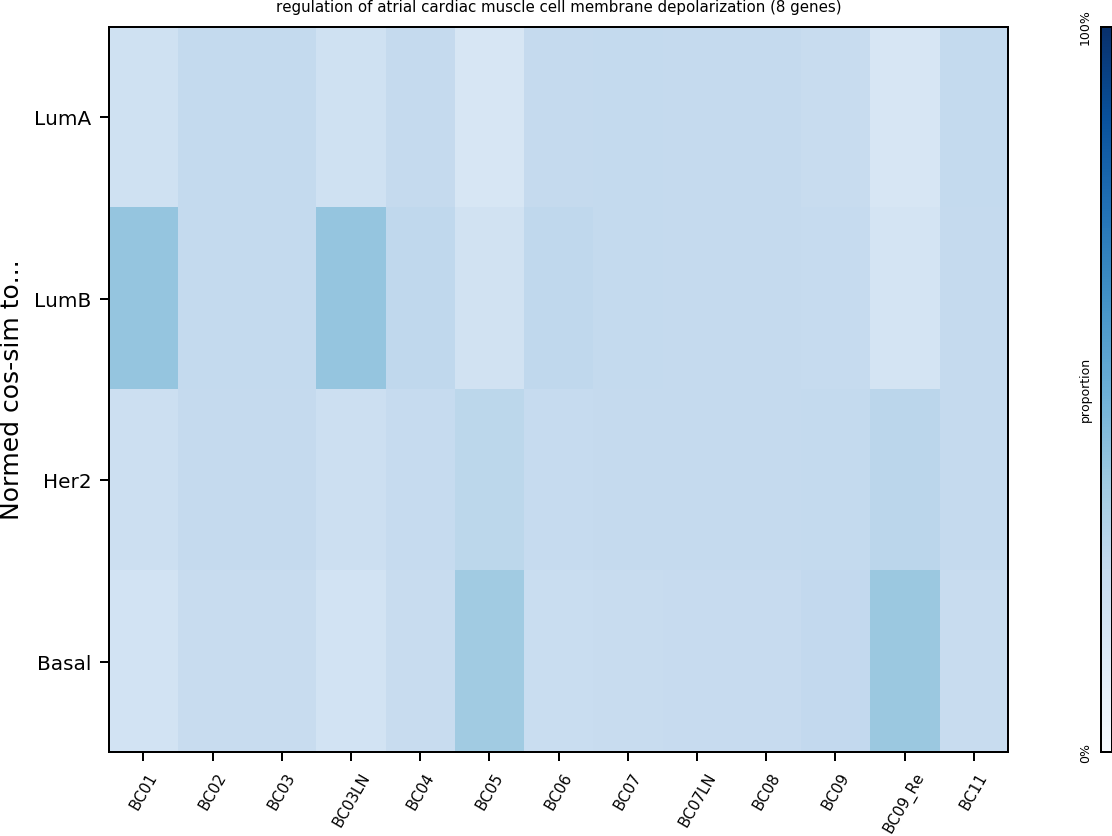 regulation of atrial cardiac muscle cell membrane depolarization (8 genes)
Normed cos-sim to...
LumA
LumB
Her2
Basal
BC01
BC02
BC03
BC03LN
BC04
BC05
BC06
BC07
BC07LN
BC08
BC09
BC09_Re
BC11
100%
proportion
0%